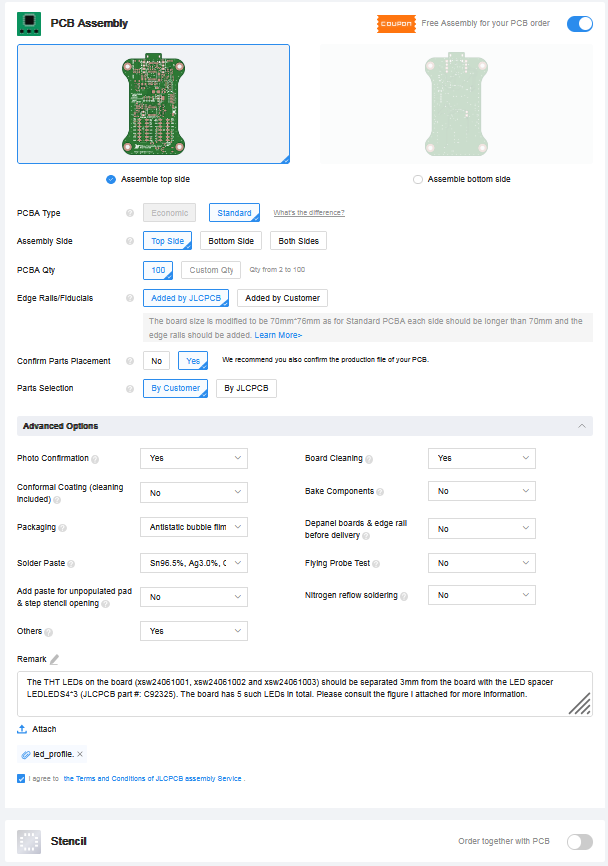 PCB Assembly
COUPON Free Assembly for your PCB order
Assemble top side Assemble bottom side
PCBA Type Economic Standard What's the difference?
Assembly Side Top Side Bottom Side Both Sides
PCBA Qty 100 Custom Qty Qty from 2 to 100
Edge Rails/Fiducials Added by JLCPCB Added by Customer
The board size is modified to be 70mm*76mm as for Standard PCBA each side should be longer than 70mm and the
edge rails should be added. Learn More>
Confirm Parts Placement No Yes We recommend you also confirm the production file of your PCB.
Parts Selection By Customer By JLCPCB
Advanced Options
Photo Confirmation Yes Board Cleaning Yes
Conformal Coating (cleaning
included) No Bake Components No
Packaging Antistatic bubble film
Depanel boards & edge rail
before delivery No
Solder Paste Sn96.5%, Ag3.0%, C Flying Probe Test No
Add paste for unpopulated pad
& step stencil opening No Nitrogen reflow soldering No
Others Yes
Remark
The THT LEDs on the board (xsw24061001, xsw24061002 and xsw24061003) should be separated 3mm from the board with the LED spacer
LEDLEDS4*3 (JLCPCB part #: C92325). The board has 5 such LEDs in total. Please consult the figure I attached for more information.
Attach
led_profile.
I agree to the Terms and Conditions of JLCPCB assembly Service .
Stencil Order together with PCB